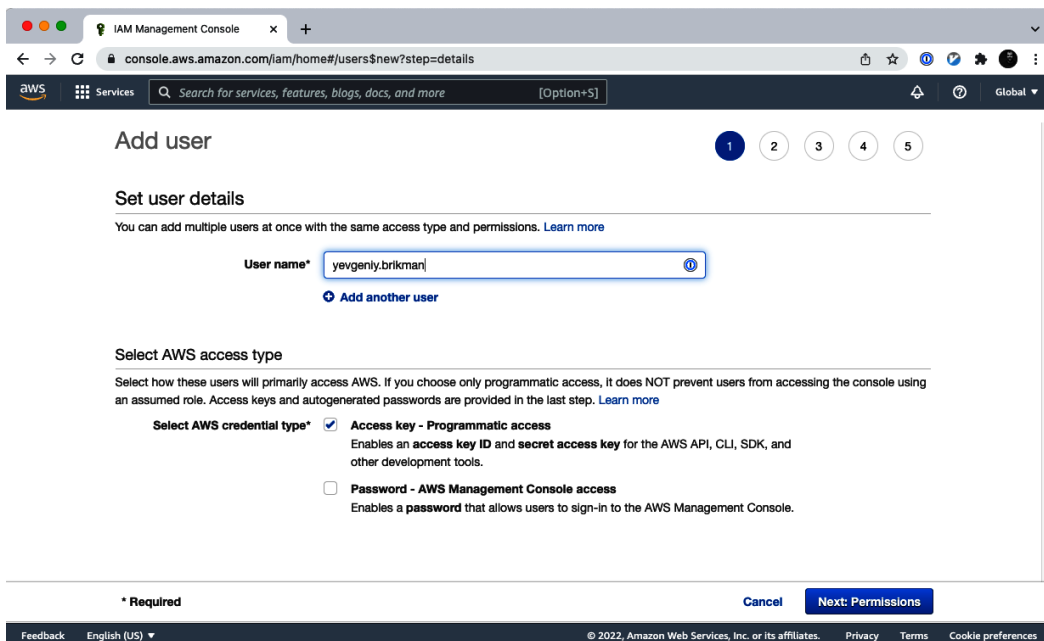 IAM Management Console
console.aws.amazon.com/iam/home#/users$new?step=details
aws Services Search for services, features, blogs, docs, and more [Option+S] Global
Add user
1 2 3 4 5
Set user details
You can add multiple users at once with the same access type and permissions. Learn more
User name* yevgeniy.brikman
Add another user
Select AWS access type
Select how these users will primarily access AWS. If you choose only programmatic access, it does NOT prevent users from accessing the console using
an assumed role. Access keys and autogenerated passwords are provided in the last step. Learn more
Select AWS credential type* Access key - Programmatic access
Enables an access key ID and secret access key for the AWS API, CLI, SDK, and
other development tools.
Password - AWS Management Console access
Enables a password that allows users to sign-in to the AWS Management Console.
* Required Cancel Next: Permissions
Feedback English (US) © 2022, Amazon Web Services, Inc. or its affiliates. Privacy Terms Cookie preferences